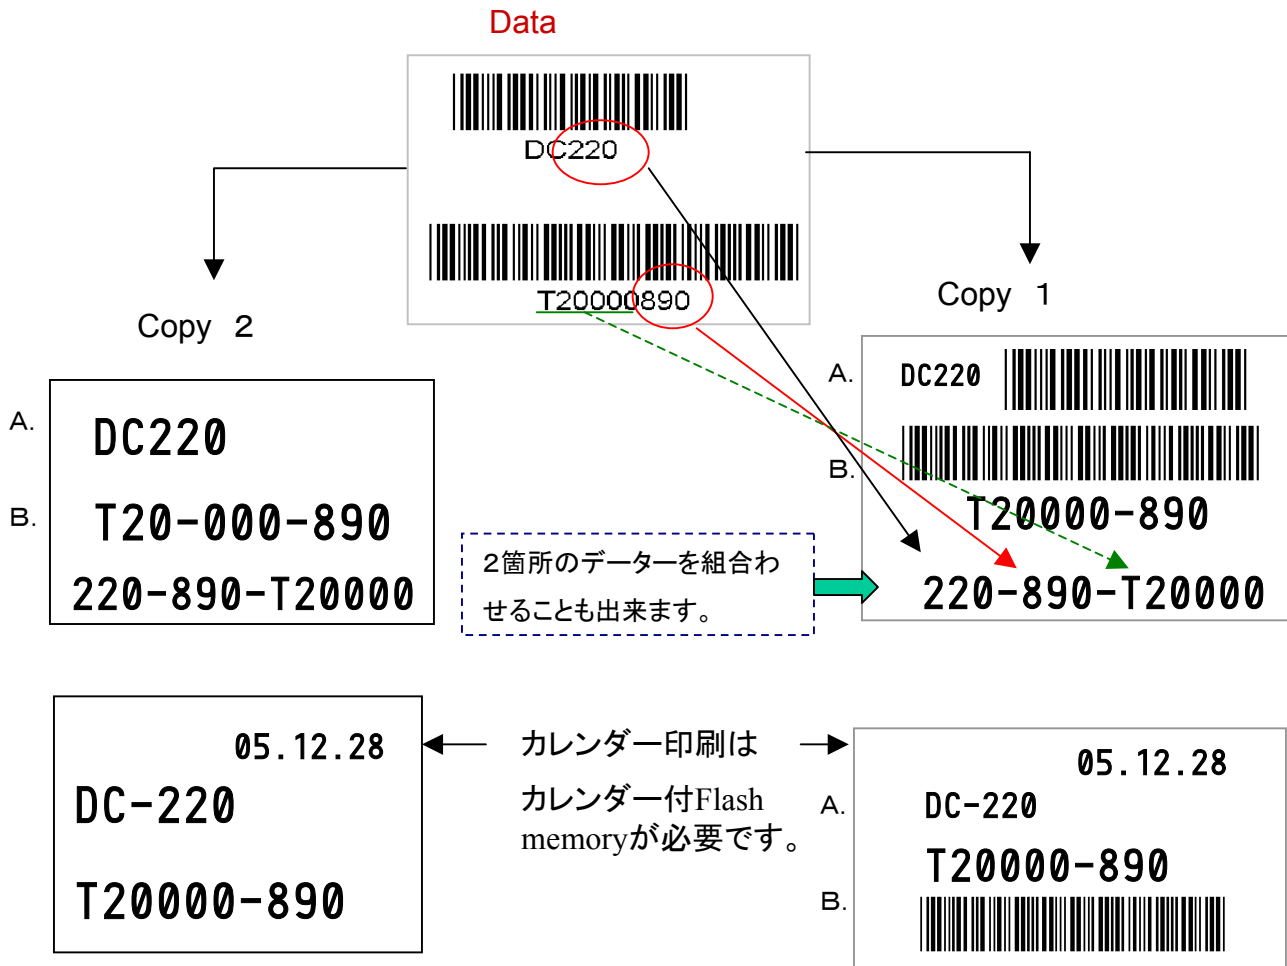 Data
DC220
T20000890
Copy 2
A.
DC220
B.
T20-000-890
220-890-T20000
Copy 1
A.
DC220
B.
T20000-890
220-890-T20000
2箇所のデーターを組合わ
せることも出来ます。
05.12.28
DC-220
T20000-890
カレンダー印刷は
カレンダー付Flash
memoryが必要です。
05.12.28
A.
DC-220
T20000-890
B.